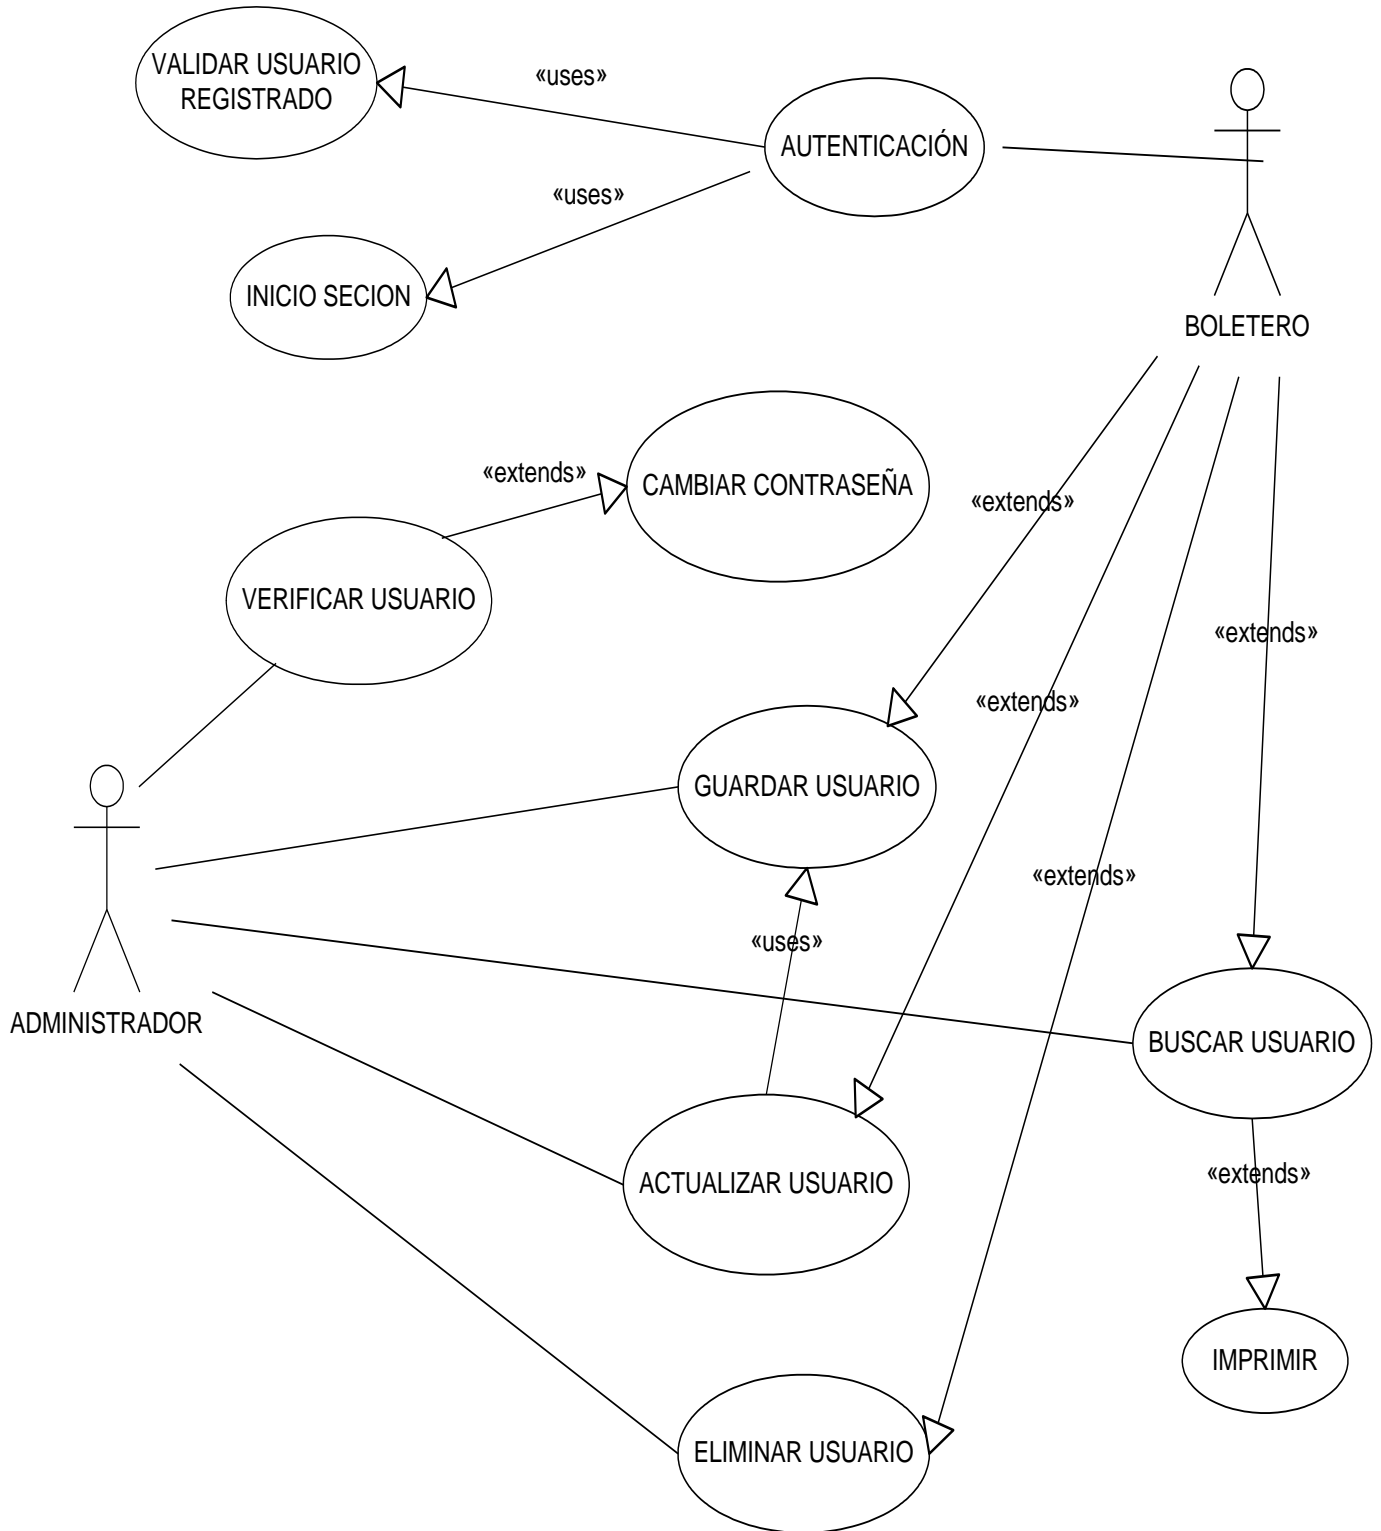 VALIDAR USUARIO
REGISTRADO
«uses»
AUTENTICACIÓN
«uses»
INICIO SECION
BOLETERO
«extends»
CAMBIAR CONTRASEÑA
«extends»
VERIFICAR USUARIO
«extends»
«extends»
GUARDAR USUARIO
«extends»
«uses»
ADMINISTRADOR
BUSCAR USUARIO
ACTUALIZAR USUARIO
«extends»
IMPRIMIR
ELIMINAR USUARIO